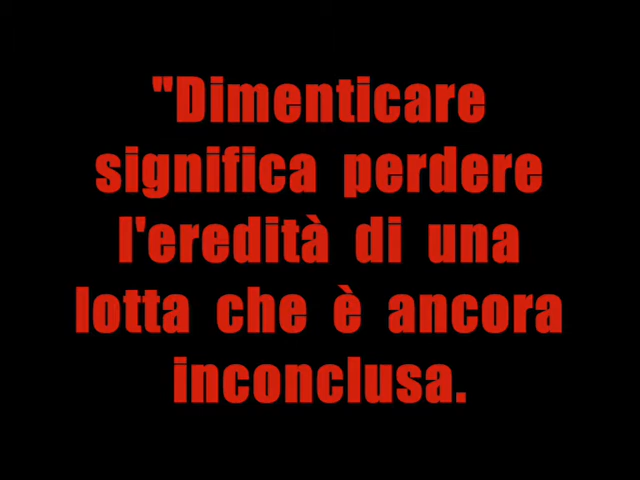 "Dimenticare
significa perdere
l'eredità di una
lotta che è ancora
inconclusa.